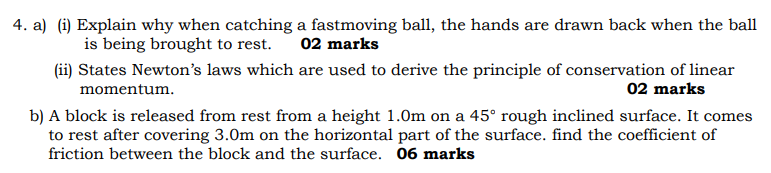 4. a) (i) Explain why when catching a fastmoving ball, the hands are drawn back when the ball
is being brought to rest. 02 marks
(ii) States Newton's laws which are used to derive the principle of conservation of linear
momentum. 02 marks
b) A block is released from rest from a height 1.0m on a 45° rough inclined surface. It comes
to rest after covering 3.0m on the horizontal part of the surface. find the coefficient of
friction between the block and the surface. 06 marks